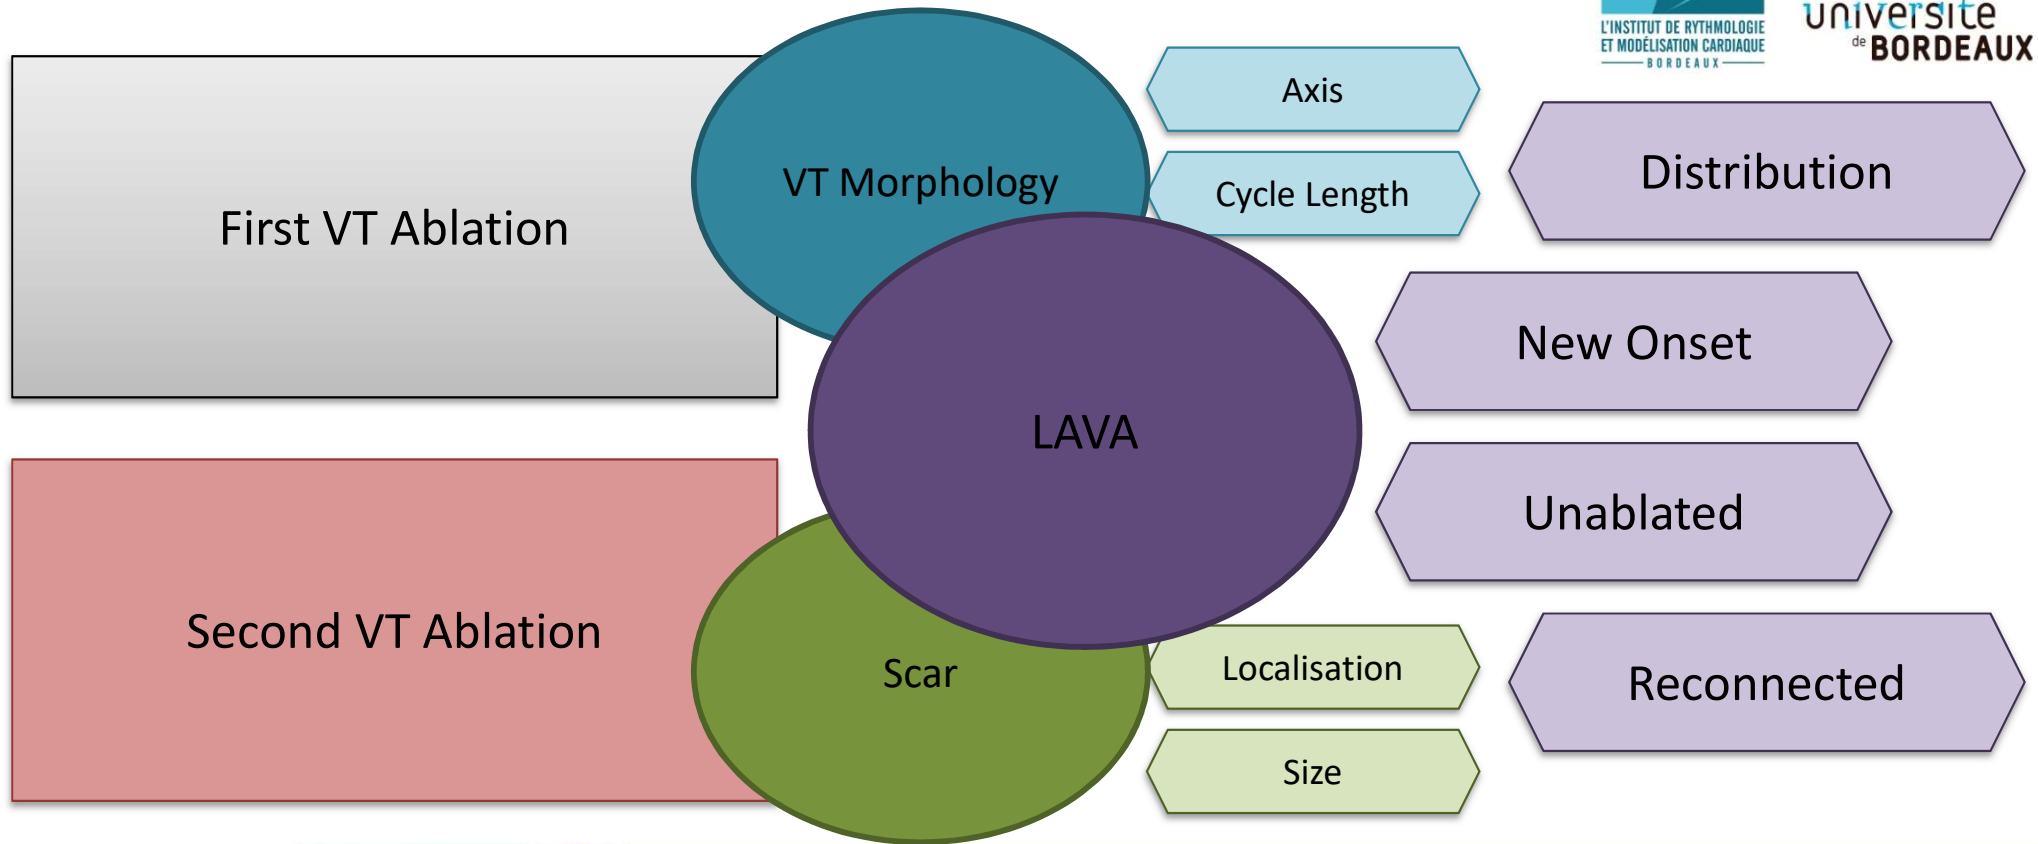 L'INSTITUT DE RYTHMOLOGIE
ET MODÉLISATION CARDIAQUE
BORDEAUX
université
de BORDEAUX
First VT Ablation
Second VT Ablation
VT Morphology
LAVA
Scar
Axis
Cycle Length
Localisation
Size
Distribution
New Onset
Unablated
Reconnected